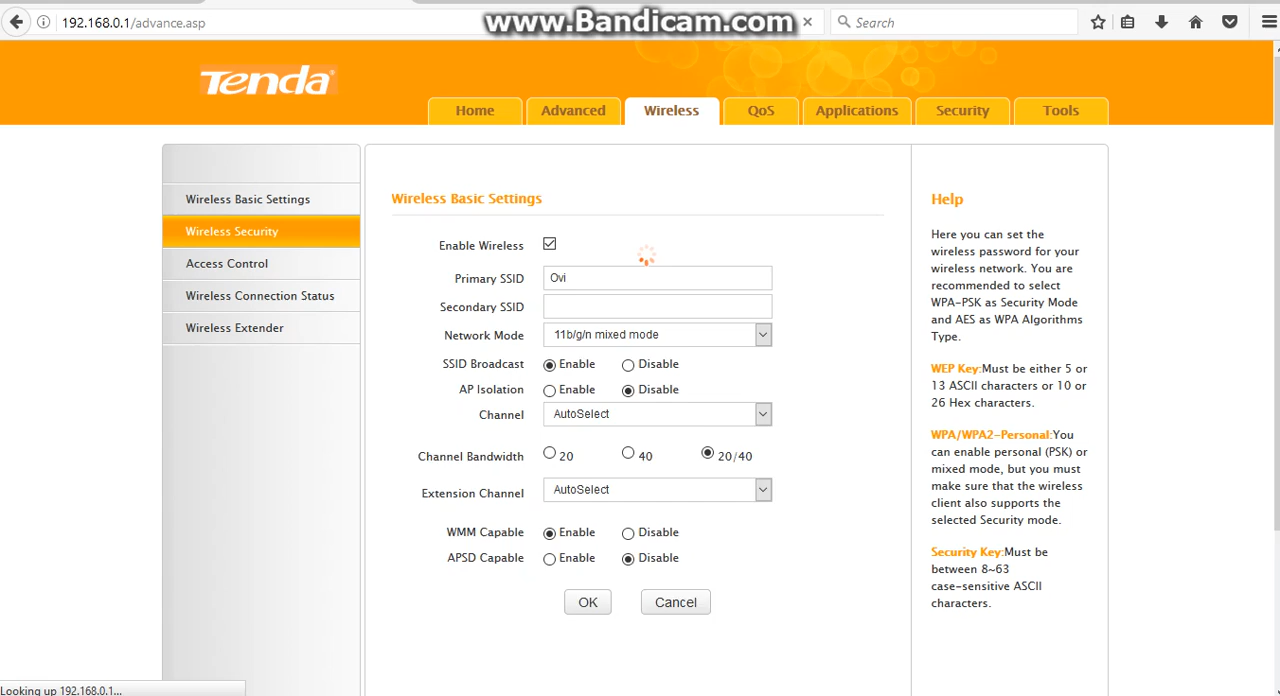 192.168.0.1/advance.asp
www.Bandicam.com
Search
Tenda
Home
Advanced
Wireless
QoS
Applications
Security
Tools
Wireless Basic Settings
Wireless Security
Access Control
Wireless Connection Status
Wireless Extender
Wireless Basic Settings
Enable Wireless
Primary SSID Ovi
Secondary SSID
Network Mode 11b/g/n mixed mode
SSID Broadcast Enable Disable
AP Isolation Enable Disable
Channel AutoSelect
Channel Bandwidth 20 40 20/40
Extension Channel AutoSelect
WMM Capable Enable Disable
APSD Capable Enable Disable
OK Cancel
Help
Here you can set the
wireless password for your
wireless network. You are
recommended to select
WPA-PSK as Security Mode
and AES as WPA Algorithms
Type.
WEP Key:Must be either 5 or
13 ASCII characters or 10 or
26 Hex characters.
WPA/WPA2-Personal:You
can enable personal (PSK) or
mixed mode, but you must
make sure that the wireless
client also supports the
selected Security mode.
Security Key:Must be
between 8~63
case-sensitive ASCII
characters.
Looking up 192.168.0.1...